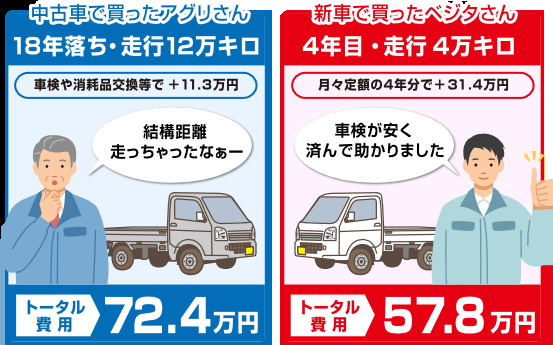 中古車で買ったアグリさん
18年落ち・走行12万キロ
車検や消耗品交換等で +11.3万円
結構距離
走っちゃったなぁー
トータル
費用
72.4万円
新車で買ったベジタさん
4年目・走行 4万キロ
月々定額の4年分で+31.4万円
車検が安く
済んで助かりました
トータル
費用
57.8万円